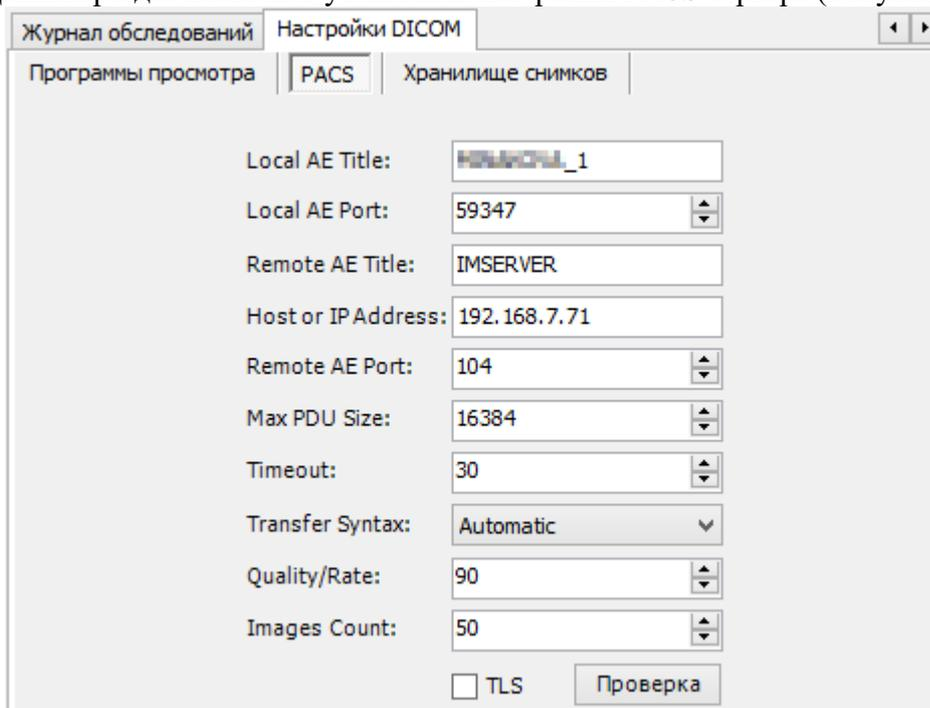 Журнал обследований Настройки DICOM
Программы просмотра PACS Хранилище снимков
Local AE Title: _1
Local AE Port: 59347
Remote AE Title: IMSERVER
Host or IP Address: 192.168.7.71
Remote AE Port: 104
Max PDU Size: 16384
Timeout: 30
Transfer Syntax: Automatic
Quality/Rate: 90
Images Count: 50
TLS Проверка